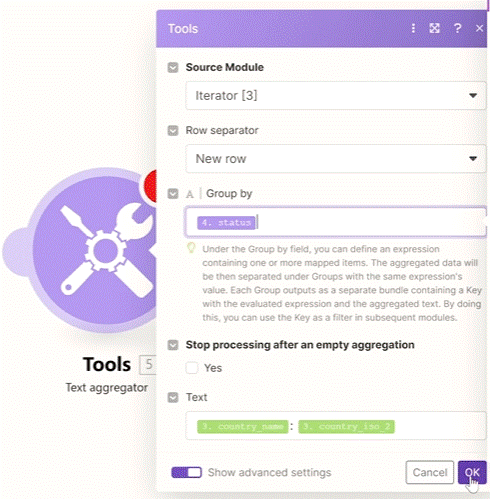 Tools
Source Module
Iterator [3]
Row separator
New row
A | Group by
4. status
Under the Group by field, you can define an expression
containing one or more mapped items. The aggregated data will
be then separated under Groups with the same expression's
value. Each Group outputs as a separate bundle containing a Key
with the evaluated expression and the aggregated text. By doing
this, you can use the Key as a filter in subsequent modules.
Stop processing after an empty aggregation
Yes
Text
3. country_name : 3. country_iso_2
Show advanced settings
Cancel
OK
Tools 5
Text aggregator